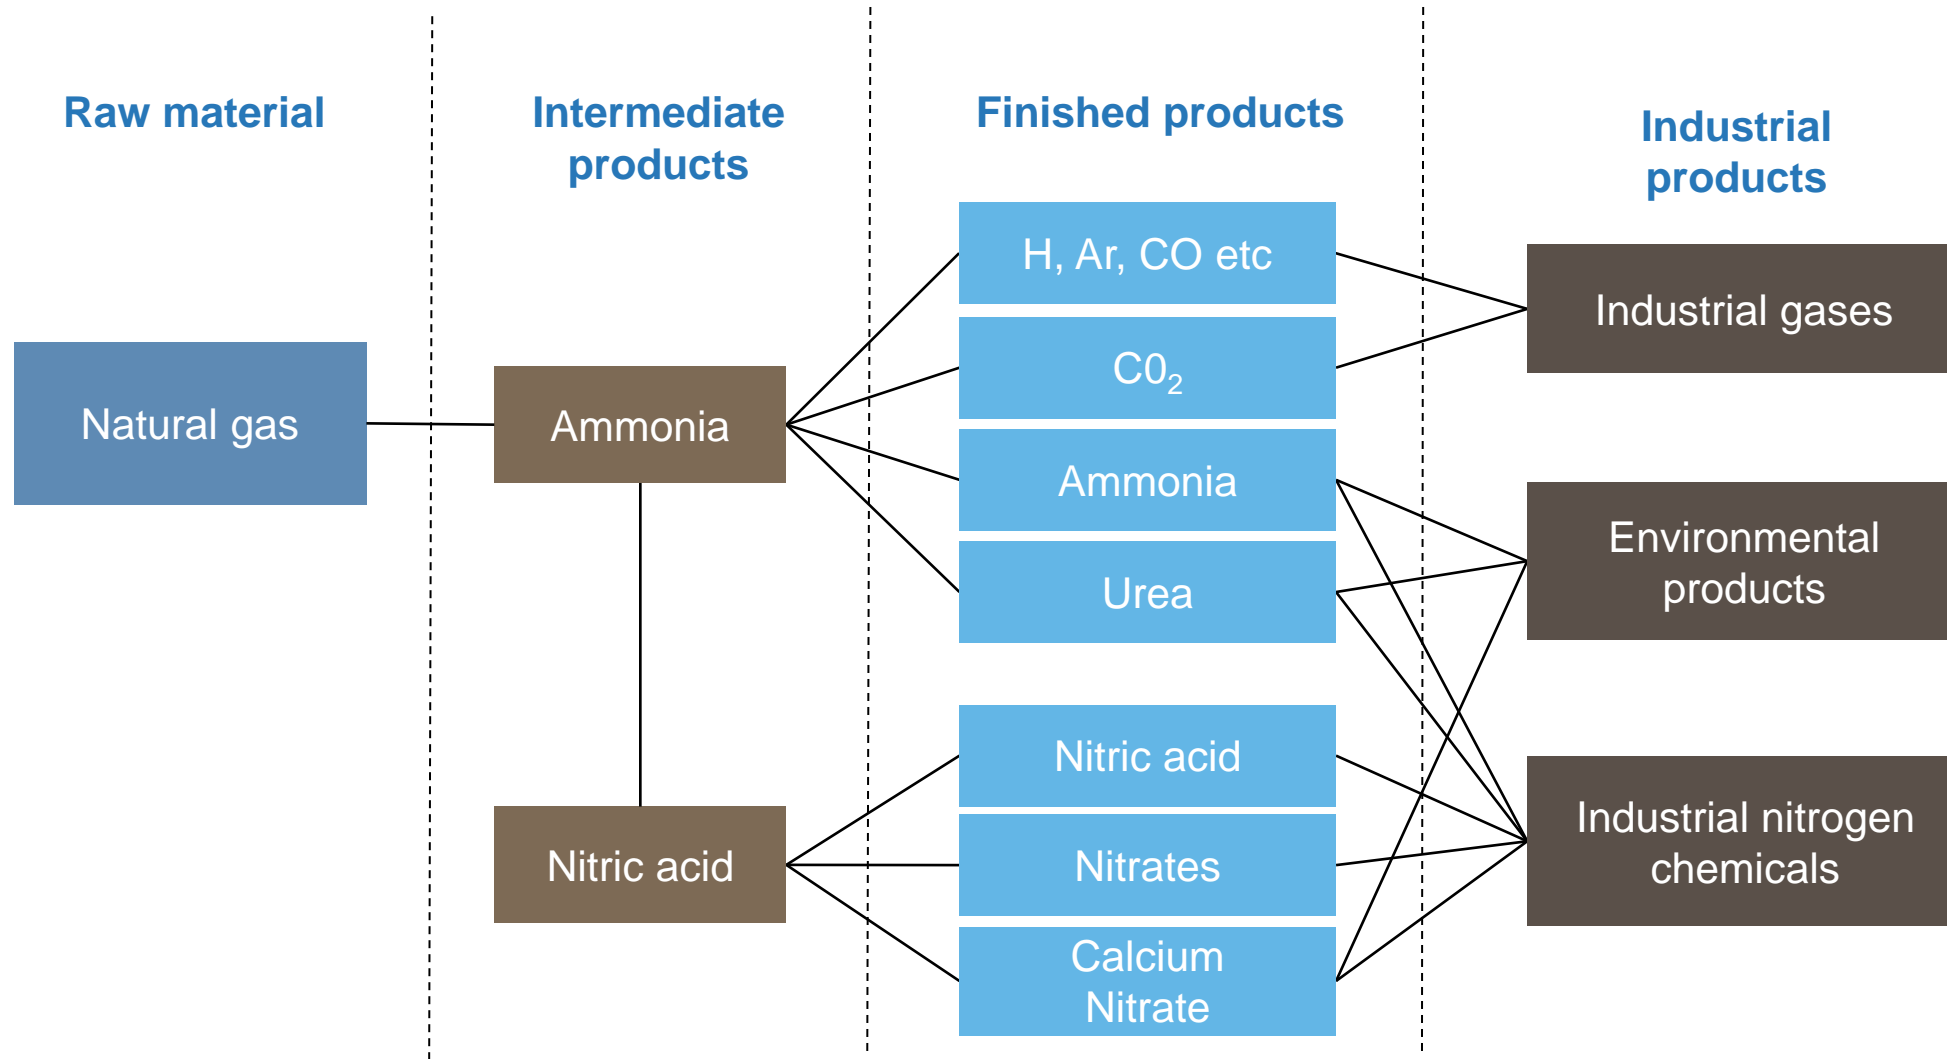 Raw material
Intermediate
products
Finished products
Industrial
products
Natural gas
Ammonia
Nitric acid
H, Ar, CO etc
C0₂
Ammonia
Urea
Nitric acid
Nitrates
Calcium
Nitrate
Industrial gases
Environmental
products
Industrial nitrogen
chemicals